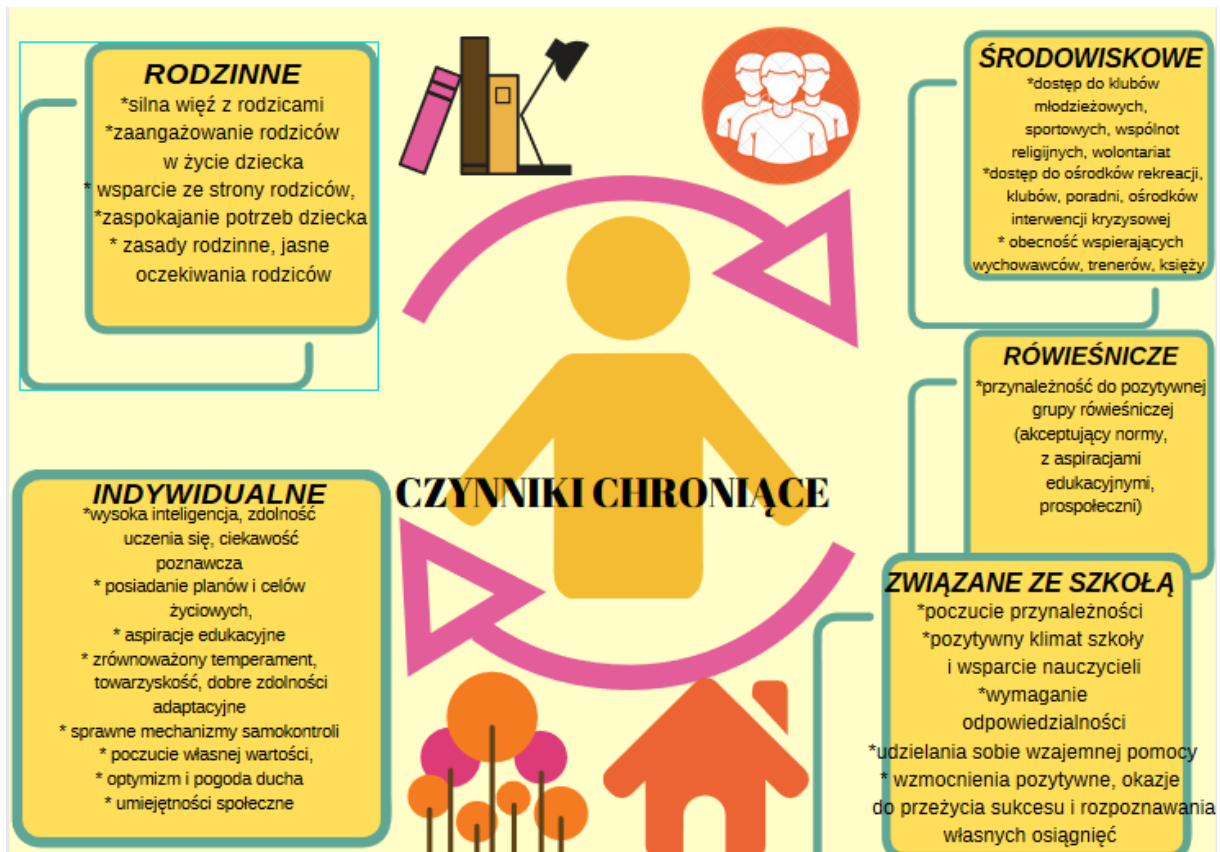 RODZINNE
*silna więź z rodzicami
*zaangażowanie rodziców
w życie dziecka
* wsparcie ze strony rodziców,
*zaspokajanie potrzeb dziecka
* zasady rodzinne, jasne
oczekiwania rodziców
ŚRODOWISKOWE
*dostęp do klubów
młodzieżowych,
sportowych, wspólnot
religijnych, wolontariat
*dostęp do ośrodków rekreacji,
klubów, poradni, ośrodków
interwencji kryzysowej
* obecność wspierających
wychowawców, trenerów, księży
RÓWIEŚNICZE
*przynależność do pozytywnej
grupy rówieśniczej
(akceptujący normy,
z aspiracjami
edukacyjnymi,
prospołeczni)
CZYNNIKI CHRONIĄCE
INDYWIDUALNE
*wysoka inteligencja, zdolność
uczenia się, ciekawość
poznawcza
* posiadanie planów i celów
życiowych,
* aspiracje edukacyjne
* zrównoważony temperament,
towarzyskość, dobre zdolności
adaptacyjne
* sprawne mechanizmy samokontroli
* poczucie własnej wartości,
* optymizm i pogoda ducha
* umiejętności społeczne
ZWIĄZANE ZE SZKOŁĄ
*poczucie przynależności
*pozytywny klimat szkoły
i wsparcie nauczycieli
*wymaganie
odpowiedzialności
*udzielania sobie wzajemnej pomocy
* wzmocnienia pozytywne, okazje
do przeżycia sukcesu i rozpoznawania
własnych osiągnięć